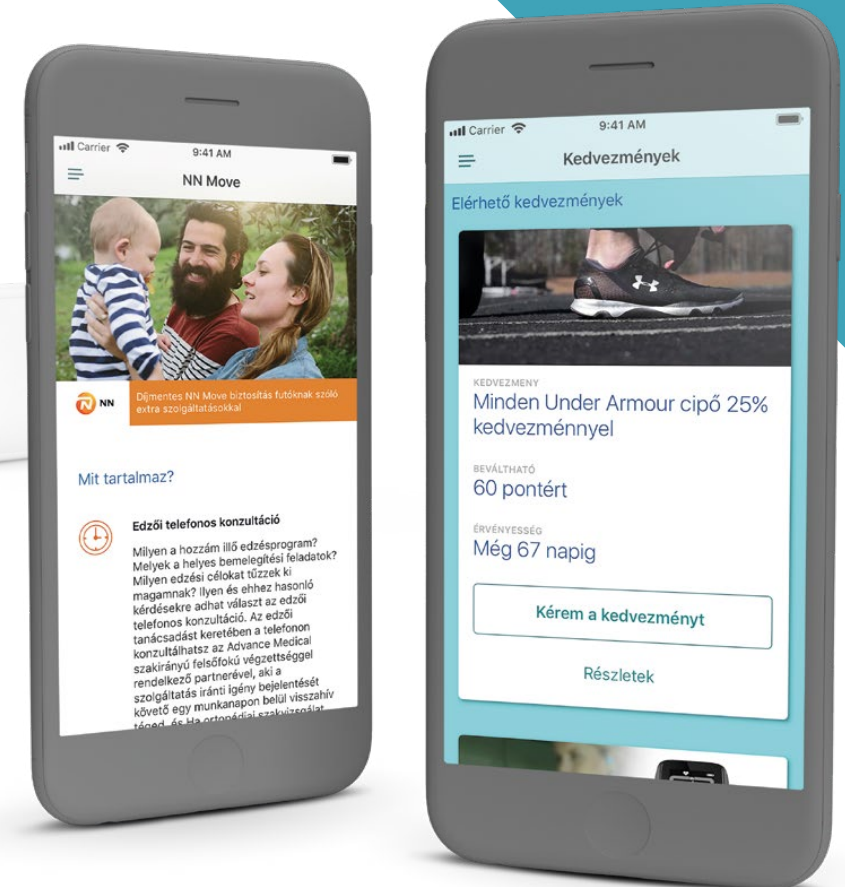 Carrier
9:41 AM
NN Move
NN
Díjmentes NN Move biztosítás futóknak szóló
extra szolgáltatásokkal
Mit tartalmaz?
Edzői telefonos konzultáció
Milyen a hozzám illő edzésprogram?
Melyek a helyes bemelegítési feladatok?
Milyen edzési célokat tűzzek ki
magamnak? Ilyen és ehhez hasonló
kérdésekre adhat választ az edzői
telefonos konzultáció. Az edzői
tanácsadást keretében a telefonon
konzultálhatsz az Advance Medical
szakirányú felsőfokú végzettséggel
rendelkező partnerével, aki a
szolgáltatás iránti igény bejelentését
követő egy munkanapon belül visszahív
téged, és Ha ortopédiai szakvizsgálat
Carrier
9:41 AM
Kedvezmények
Elérhető kedvezmények
KEDVEZMENY
Minden Under Armour cipő 25%
kedvezménnyel
BEVÁLTHATÓ
60 pontért
ÉRVÉNYESSÉG
Még 67 napig
Kérem a kedvezményt
Részletek